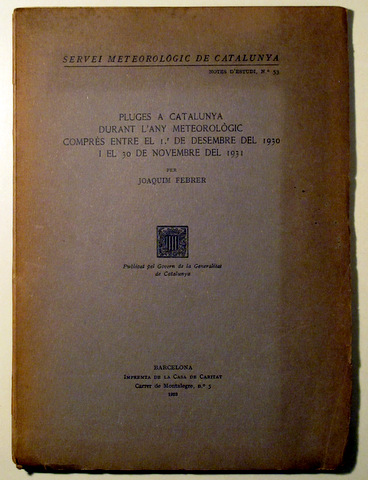 SERVEI METEOROLÒGIC DE CATALUNYA
NOTES D'ESTUDI, N.º 53
PLUGES A CATALUNYA
DURANT L'ANY METEOROLÒGIC
COMPRÈS ENTRE EL 1.r DE DESEMBRE DEL 1930
I EL 30 DE NOVEMBRE DEL 1931
PER
JOAQUIM FEBRER
Publicat pel Govern de la Generalitat
de Catalunya
BARCELONA
IMPREMTA DE LA CASA DE CARITAT
Carrer de Montalegre, n.º 5